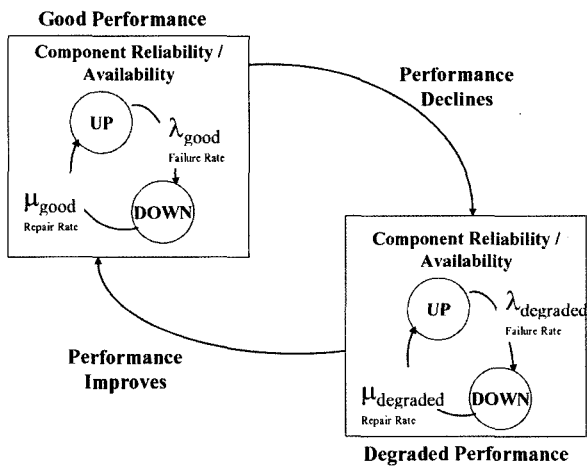 Good Performance
Component Reliability /
Availability
UP
λgood
Failure Rate
μgood
Repair Rate
DOWN
Performance
Declines
Component Reliability /
Availability
UP
λdegraded
Failure Rate
μdegraded
Repair Rate
DOWN
Performance
Improves
Degraded Performance